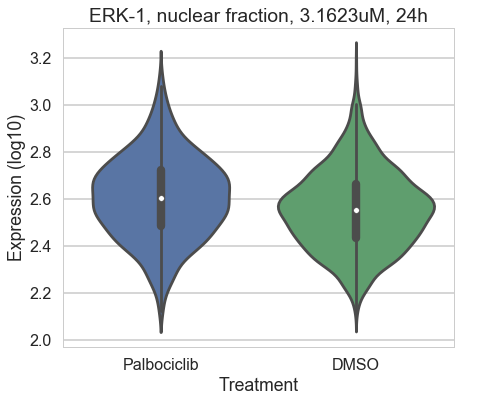 ERK-1, nuclear fraction, 3.1623uM, 24h
Expression (log10)
3.2
3.0
2.8
2.6
2.4
2.2
2.0
Palbociclib DMSO
Treatment